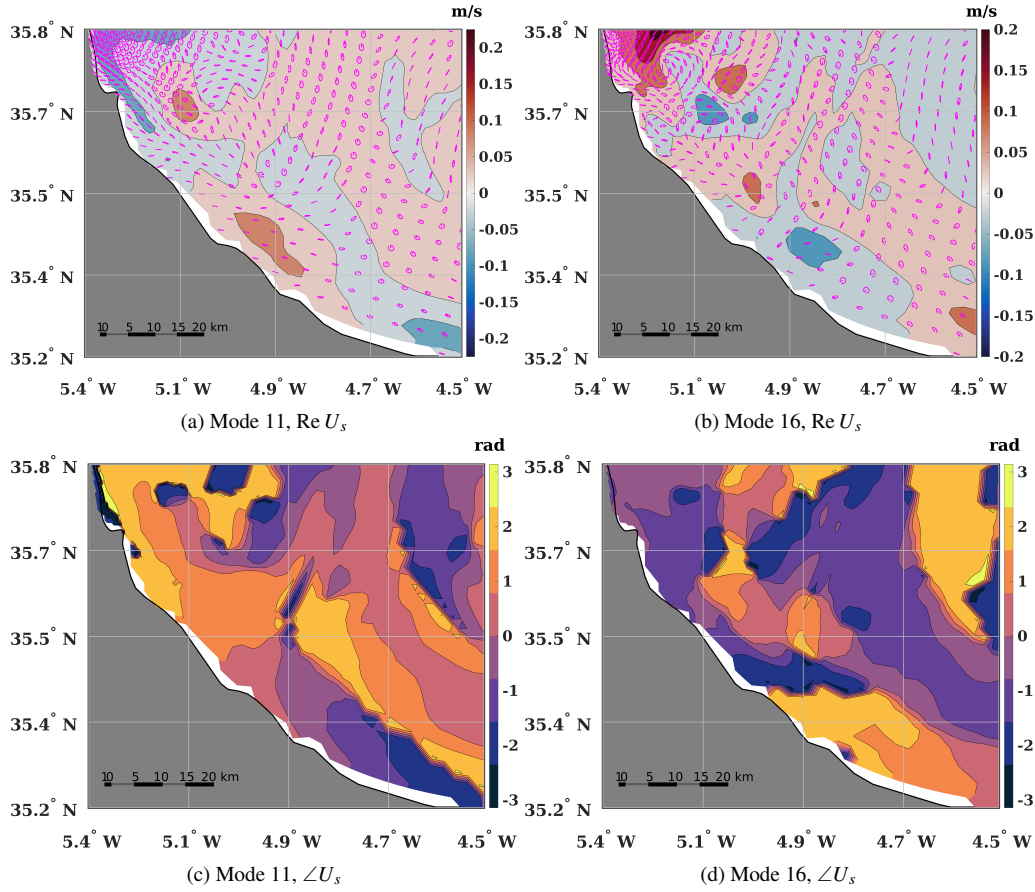 m/s
m/s
35.8° N
35.7° N
35.5° N
35.4° N
35.2° N
0.2
0.15
0.1
0.05
0
-0.05
-0.1
-0.15
-0.2
10 5 10 15 20 km
5.4° W 5.1° W 4.9° W 4.7° W 4.5° W
35.8° N
35.7° N
35.5° N
35.4° N
35.2° N
0.2
0.15
0.1
0.05
0
-0.05
-0.1
-0.15
-0.2
10 5 10 15 20 km
5.4° W 5.1° W 4.9° W 4.7° W 4.5° W
(a) Mode 11, Re Us
(b) Mode 16, Re Us
rad
rad
35.8° N
35.7° N
35.5° N
35.4° N
35.2° N
3
2
1
0
-1
-2
-3
10 5 10 15 20 km
5.4° W 5.1° W 4.9° W 4.7° W 4.5° W
35.8° N
35.7° N
35.5° N
35.4° N
35.2° N
3
2
1
0
-1
-2
-3
10 5 10 15 20 km
5.4° W 5.1° W 4.9° W 4.7° W 4.5° W
(c) Mode 11, ∠Us
(d) Mode 16, ∠Us